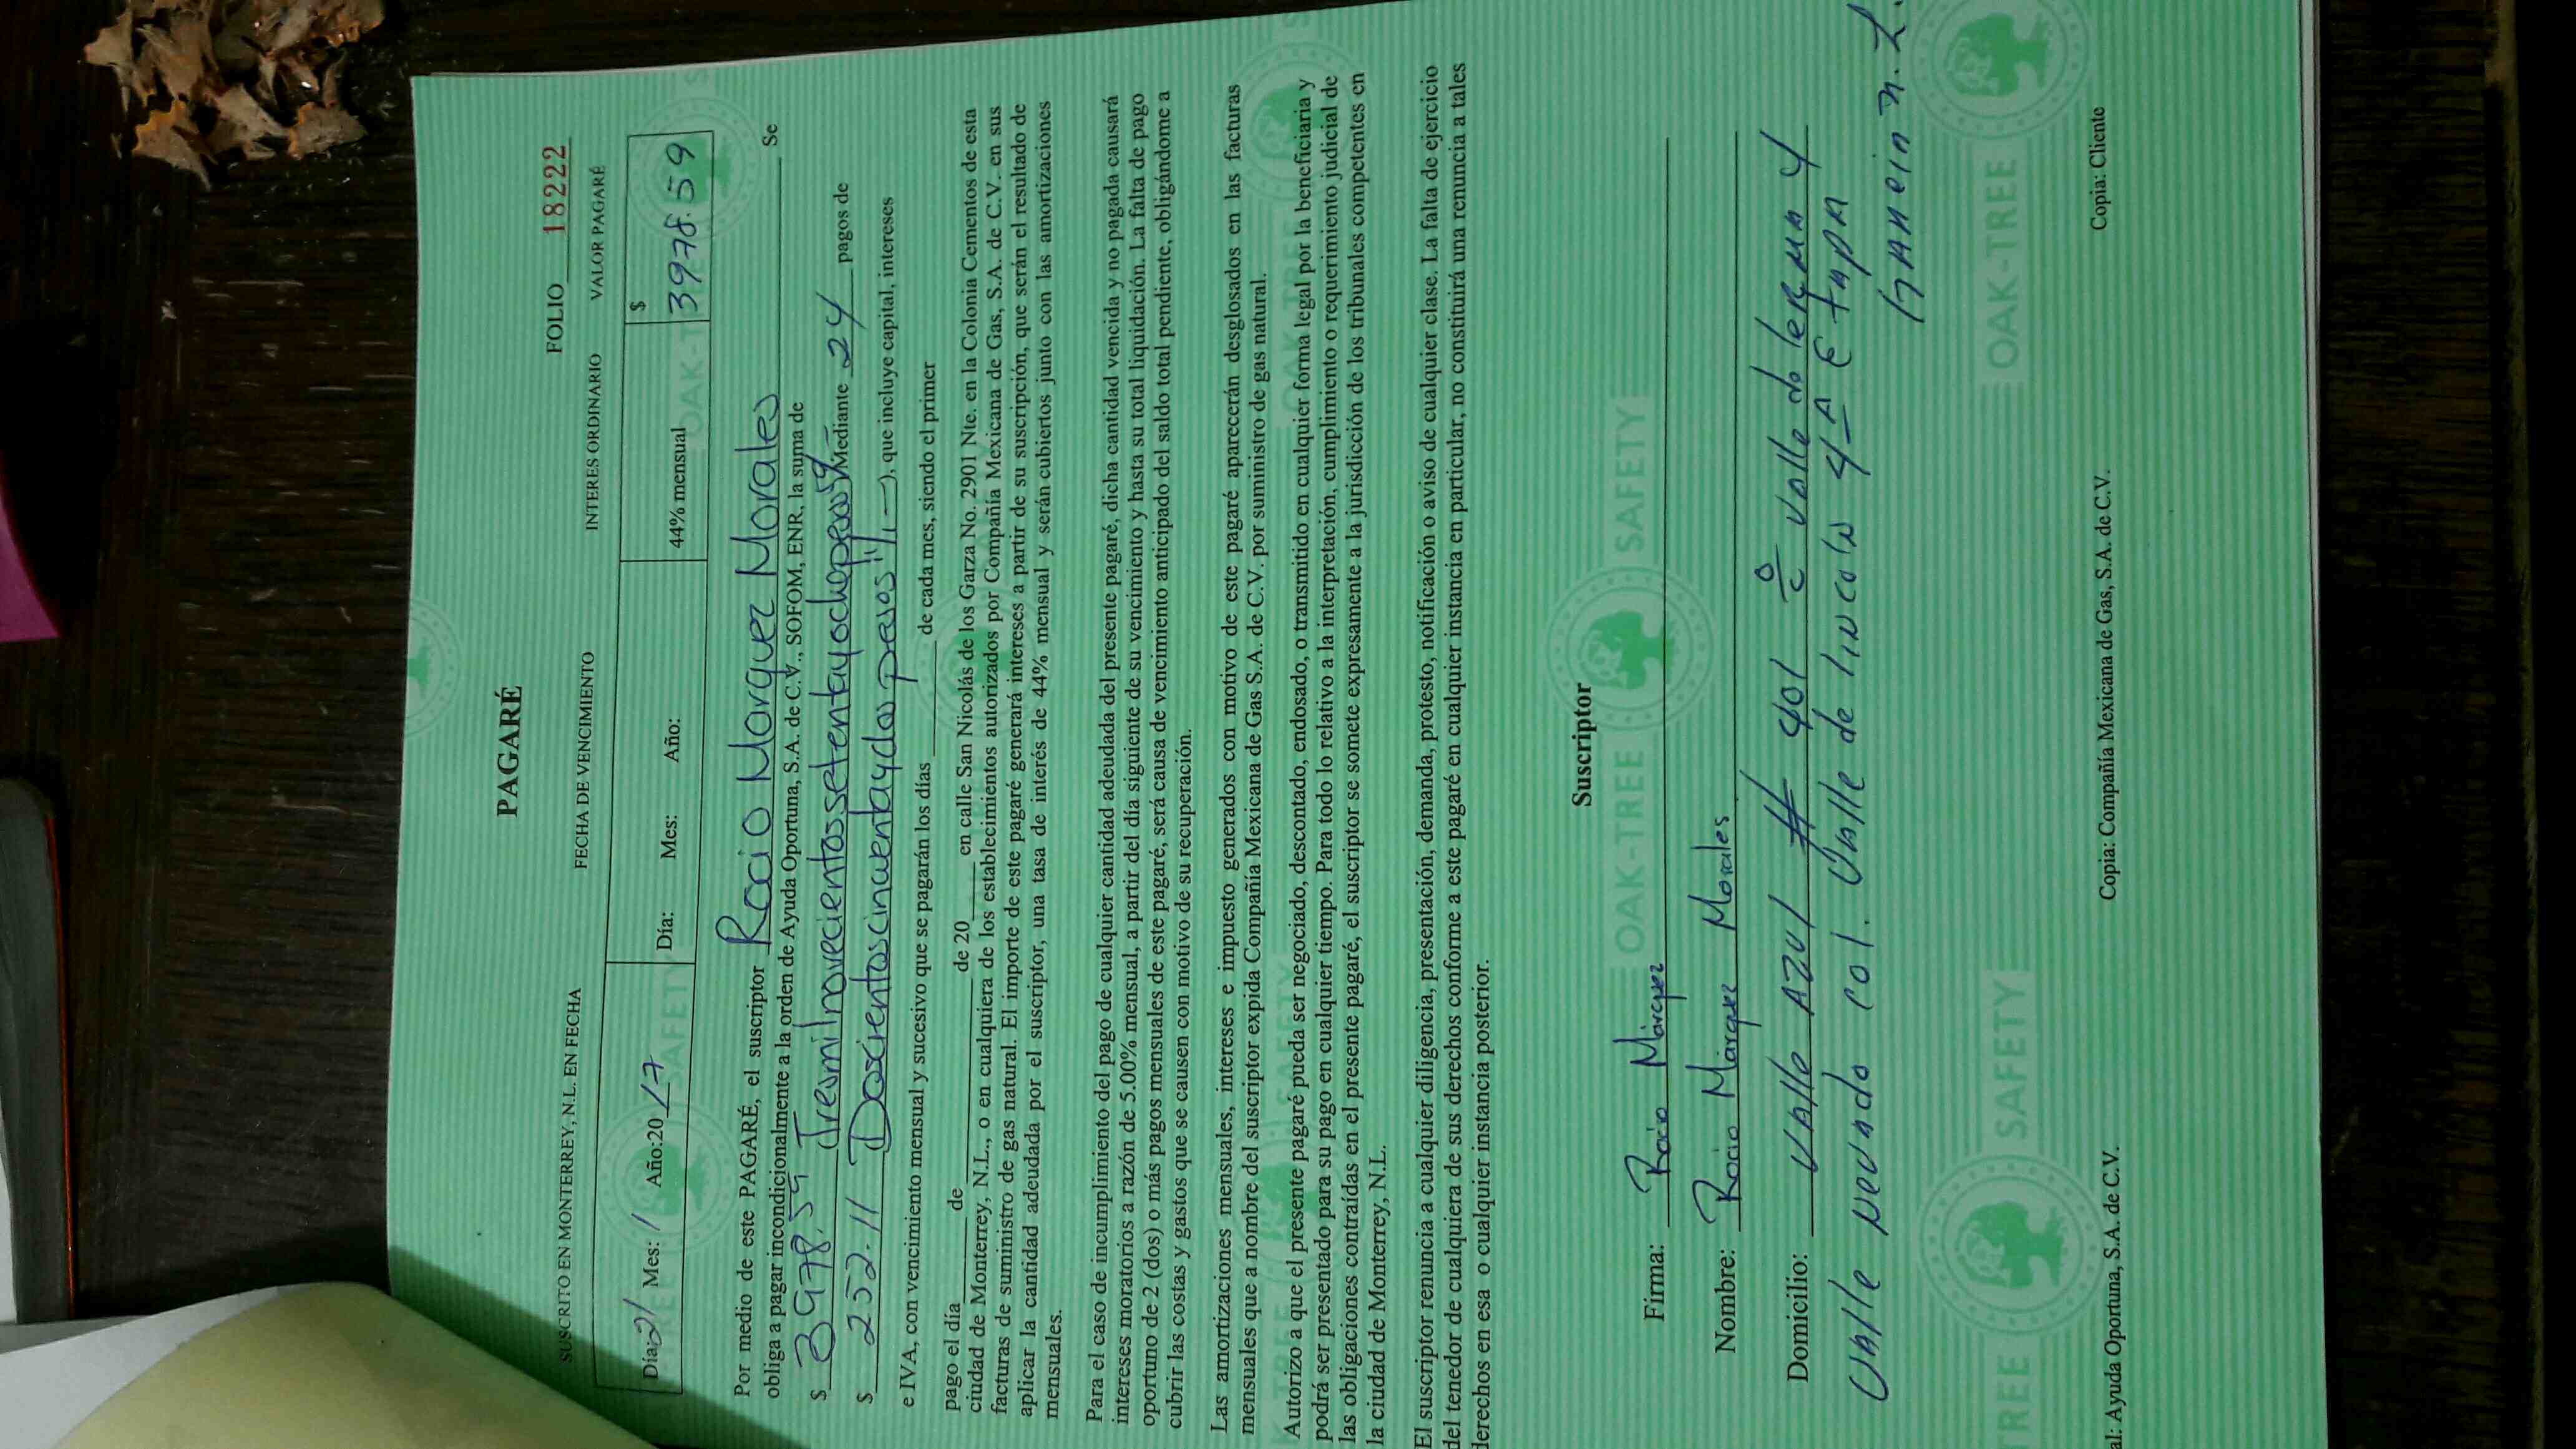 PAGARÉ
FOLIO 18222
SUSCRITO EN MONTERREY, N.L. EN FECHA FECHA DE VENCIMIENTO INTERES ORDINARIO VALOR PAGARÉ
Día: 21 Mes: 1 Año:20 17 Día: Mes: Año: 44% mensual $ 3978.59
Por medio de este PAGARÉ, el suscriptor Rocio Marquez Morales Se
obliga a pagar incondicionalmente a la orden de Ayuda Oportuna, S.A. de C.V., SOFOM, ENR, la suma de
$ 3978.59 (Tresmilnovecientossetentayochopesos59 Mediante 24 pagos de
$ 252.11 (Doscientoscincuentaydos pesos 11/-), que incluye capital, intereses
e IVA, con vencimiento mensual y sucesivo que se pagarán los días de cada mes, siendo el primer
pago el día de de 20 en calle San Nicolás de los Garza No. 2901 Nte. en la Colonia Cementos de esta
ciudad de Monterrey, N.L., o en cualquiera de los establecimientos autorizados por Compañía Mexicana de Gas, S.A. de C.V. en sus
facturas de suministro de gas natural. El importe de este pagaré generará intereses a partir de su suscripción, que serán el resultado de
aplicar la cantidad adeudada por el suscriptor, una tasa de interés de 44% mensual y serán cubiertos junto con las amortizaciones
mensuales.
Para el caso de incumplimiento del pago de cualquier cantidad adeudada del presente pagaré, dicha cantidad vencida y no pagada causará
intereses moratorios a razón de 5.00% mensual, a partir del día siguiente de su vencimiento y hasta su total liquidación. La falta de pago
oportuno de 2 (dos) o más pagos mensuales de este pagaré, será causa de vencimiento anticipado del saldo total pendiente, obligándome a
cubrir las costas y gastos que se causen con motivo de su recuperación.
Las amortizaciones mensuales, intereses e impuesto generados con motivo de este pagaré aparecerán desglosados en las facturas
mensuales que a nombre del suscriptor expida Compañía Mexicana de Gas S.A. de C.V. por suministro de gas natural.
Autorizo a que el presente pagaré pueda ser negociado, descontado, endosado, o transmitido en cualquier forma legal por la beneficiaria y
podrá ser presentado para su pago en cualquier tiempo. Para todo lo relativo a la interpretación, cumplimiento o requerimiento judicial de
las obligaciones contraídas en el presente pagaré, el suscriptor se somete expresamente a la jurisdicción de los tribunales competentes en
la ciudad de Monterrey, N.L.
El suscriptor renuncia a cualquier diligencia, presentación, demanda, protesto, notificación o aviso de cualquier clase. La falta de ejercicio
del tenedor de cualquiera de sus derechos conforme a este pagaré en cualquier instancia en particular, no constituirá una renuncia a tales
derechos en esa o cualquier instancia posterior.
Suscriptor
Firma: Rocio Márquez
Nombre: Rocio Márquez Morales
Domicilio: Valle Azul # 401 Valle do lerma y
Valle nevado Col. Valle de lincoln 4A Etapa
Garcia N.L.
OAK-TREE SAFETY
al: Ayuda Oportuna, S.A. de C.V. Copia: Compañía Mexicana de Gas, S.A. de C.V. Copia: Cliente